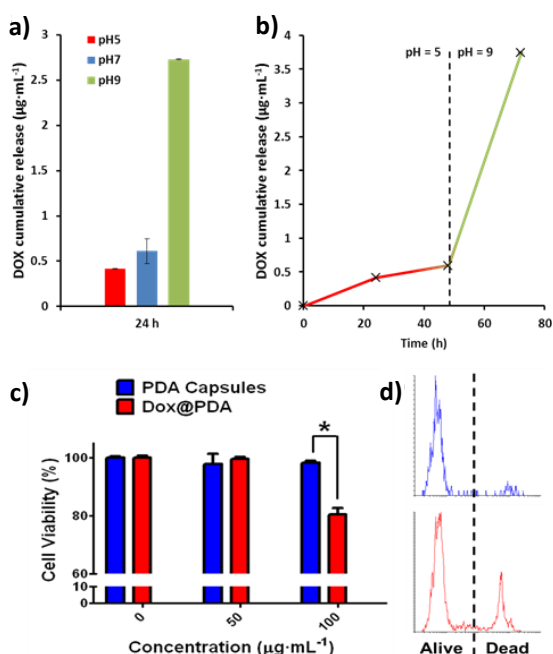 a)
pH5
pH7
pH9
DOX cumulative release (µg·mL⁻¹)
3
2.5
2
1.5
1
0.5
0
24 h
b)
pH = 5
pH = 9
DOX cumulative release (µg·mL⁻¹)
4
3.5
3
2.5
2
1.5
1
0.5
0
0 20 40 60 80
Time (h)
c)
PDA Capsules
Dox@PDA
*
Cell Viability (%)
100
80
60
10
0
0 50 100
Concentration (µg·mL⁻¹)
d)
Alive Dead